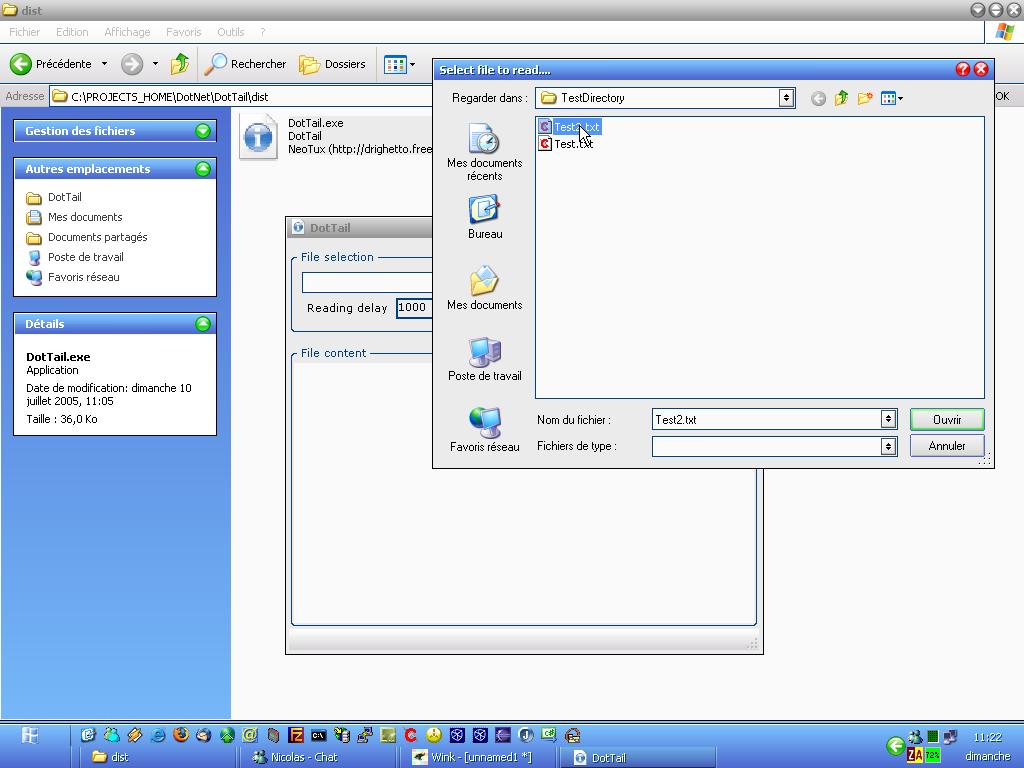 dist
Fichier Edition Affichage Favoris Outils ?
Précédente Rechercher Dossiers
Adresse C:\PROJECTS_HOME\DotNet\DotTail\dist OK
Gestion des fichiers
Autres emplacements
DotTail
Mes documents
Documents partagés
Poste de travail
Favoris réseau
Détails
DotTail.exe
Application
Date de modification: dimanche 10
juillet 2005, 11:05
Taille : 36,0 Ko
DotTail.exe
DotTail
NeoTux (http://drighetto.free
DotTail
File selection
Reading delay 1000
File content
Select file to read....
Regarder dans : TestDirectory
Mes documents
récents
Bureau
Mes documents
Poste de travail
Favoris réseau
Test2.txt
Test.txt
Nom du fichier : Test2.txt Ouvrir
Fichiers de type : Annuler
dist Nicolas - Chat Wink - [unnamed1 *] DotTail
ZA 72%
11:22
dimanche